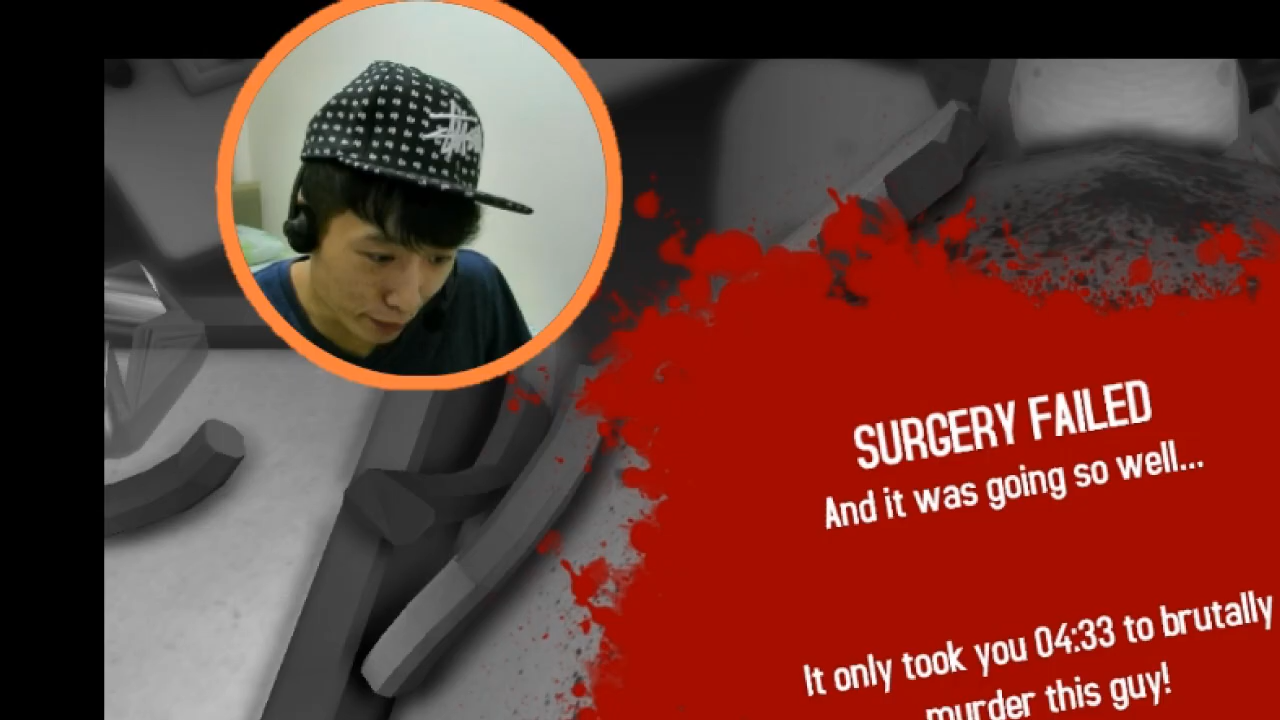 SURGERY FAILED
And it was going so well...
It only took you 04:33 to brutally
murder this guy!